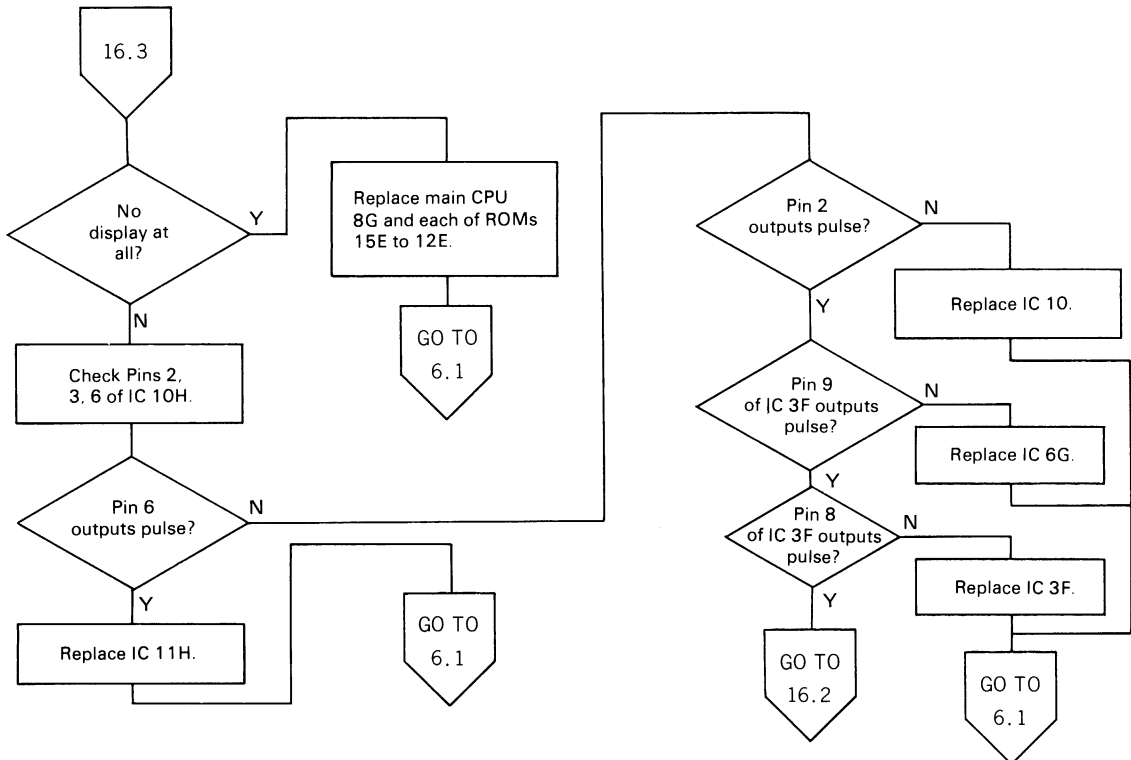 16.3
No
display at
all?
Y
N
Replace main CPU
8G and each of ROMs
15E to 12E.
GO TO
6.1
Check Pins 2,
3, 6 of IC 10H.
Pin 6
outputs pulse?
N
Y
Replace IC 11H.
GO TO
6.1
Pin 2
outputs pulse?
N
Y
Replace IC 10.
Pin 9
of IC 3F outputs
pulse?
N
Y
Replace IC 6G.
Pin 8
of IC 3F outputs
pulse?
N
Y
Replace IC 3F.
GO TO
16.2
GO TO
6.1